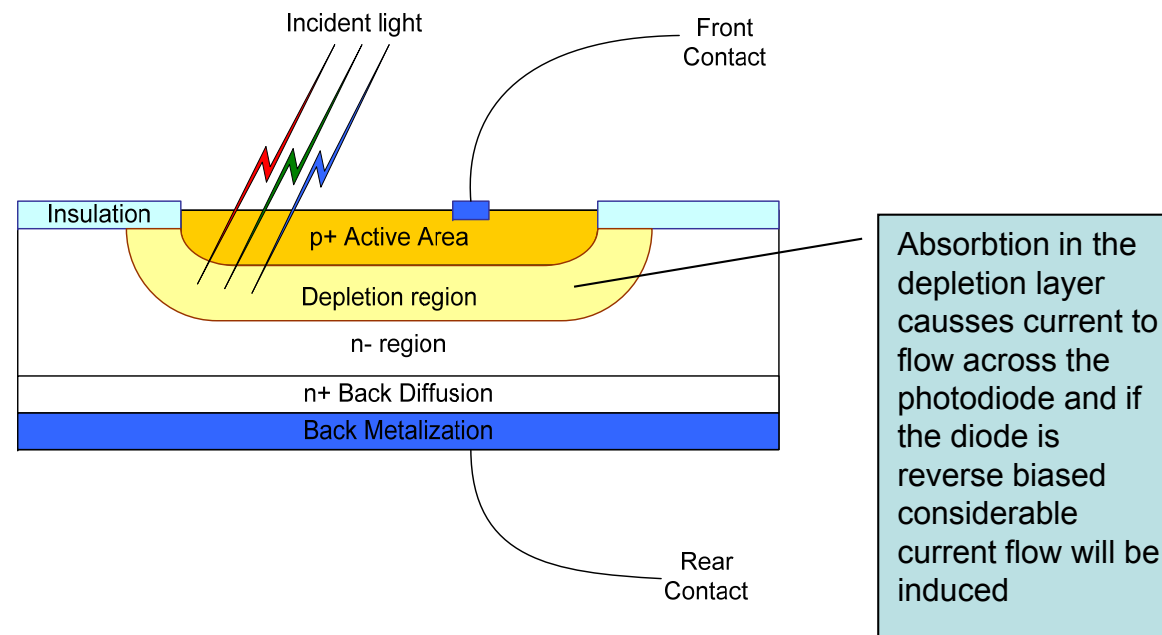 Incident light
Front
Contact
Insulation
p+ Active Area
Depletion region
n- region
n+ Back Diffusion
Back Metalization
Rear
Contact
Absorbtion in the
depletion layer
causses current to
flow across the
photodiode and if
the diode is
reverse biased
considerable
current flow will be
induced